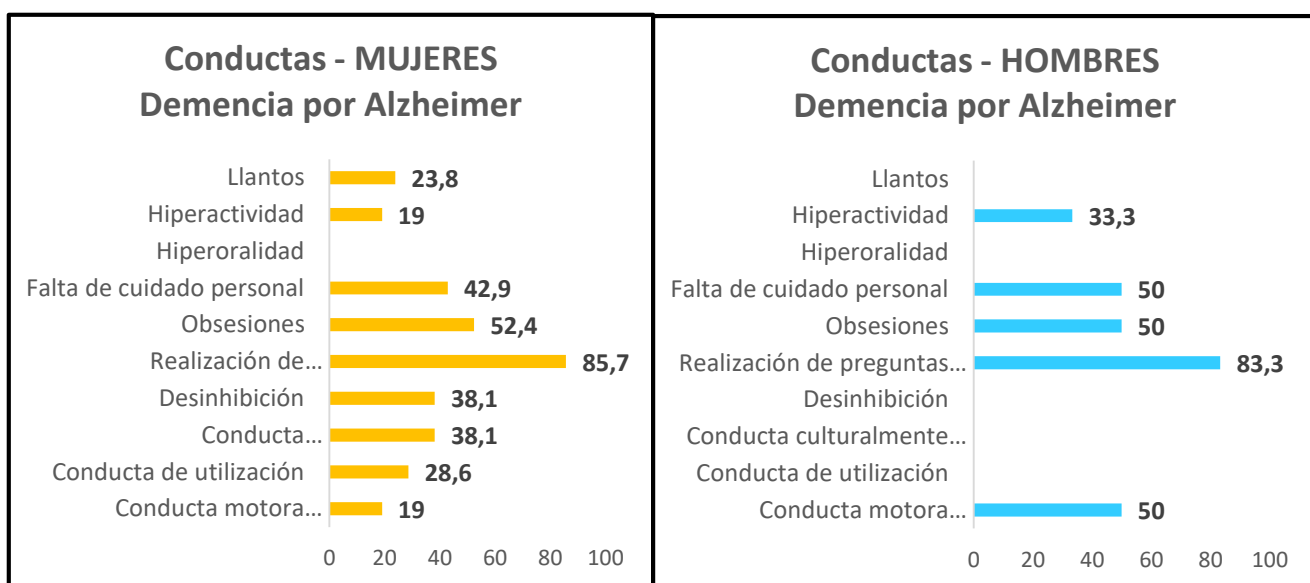 Conductas - MUJERES
Demencia por Alzheimer
Llantos 23,8
Hiperactividad 19
Hiperoralidad
Falta de cuidado personal 42,9
Obsesiones 52,4
Realización de... 85,7
Desinhibición 38,1
Conducta... 38,1
Conducta de utilización 28,6
Conducta motora... 19
0 20 40 60 80 100
Conductas - HOMBRES
Demencia por Alzheimer
Llantos
Hiperactividad 33,3
Hiperoralidad
Falta de cuidado personal 50
Obsesiones 50
Realización de preguntas... 83,3
Desinhibición
Conducta culturalmente...
Conducta de utilización
Conducta motora... 50
0 20 40 60 80 100